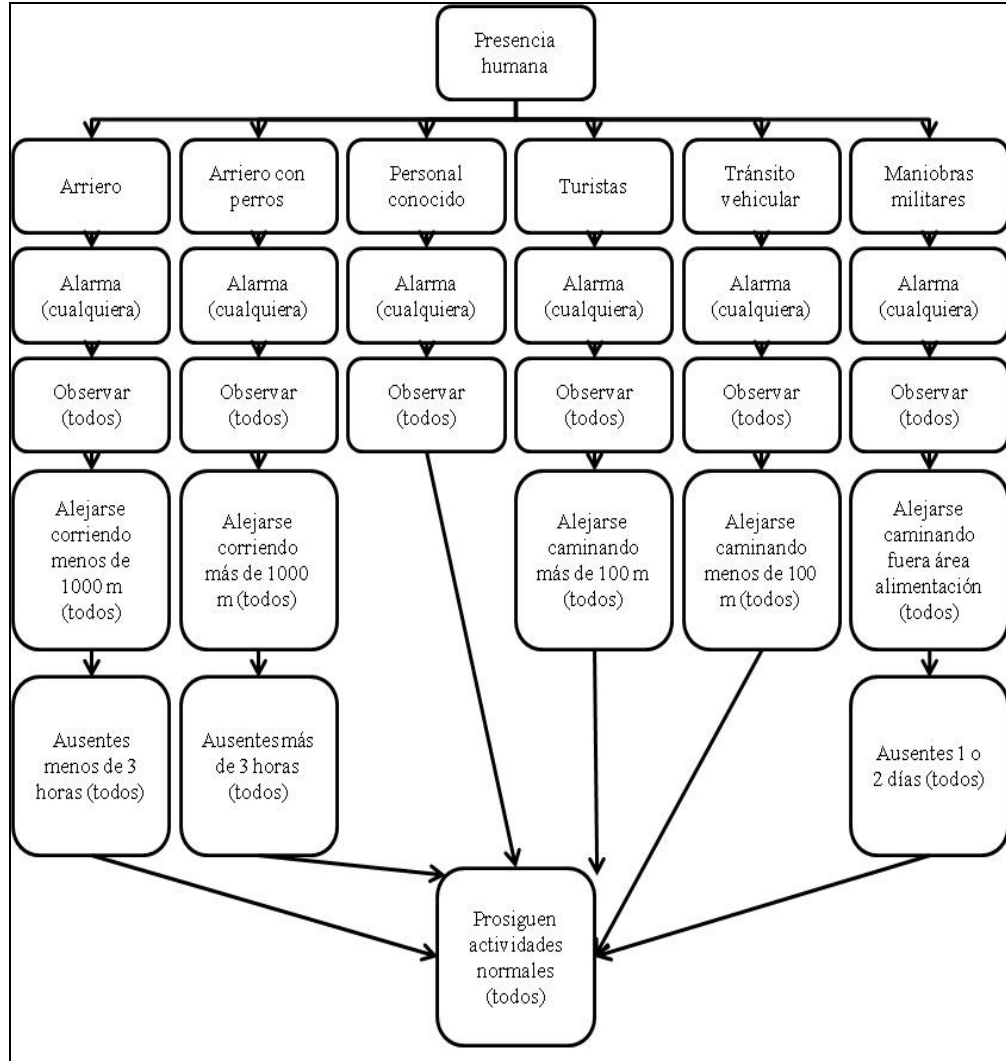 Presencia
humana
Arriero
Arriero con
perros
Personal
conocido
Turistas
Tránsito
vehicular
Maniobras
militares
Alarma
(cualquiera)
Alarma
(cualquiera)
Alarma
(cualquiera)
Alarma
(cualquiera)
Alarma
(cualquiera)
Alarma
(cualquiera)
Observar
(todos)
Observar
(todos)
Observar
(todos)
Observar
(todos)
Observar
(todos)
Observar
(todos)
Alejarse
corriendo
menos de
1000 m
(todos)
Alejarse
corriendo
más de 1000
m (todos)
Alejarse
caminando
más de 100 m
(todos)
Alejarse
caminando
menos de 100
m (todos)
Alejarse
caminando
fuera área
alimentación
(todos)
Ausentes
menos de 3
horas (todos)
Ausentes más
de 3 horas
(todos)
Ausentes 1 o
2 días (todos)
Prosiguen
actividades
normales
(todos)